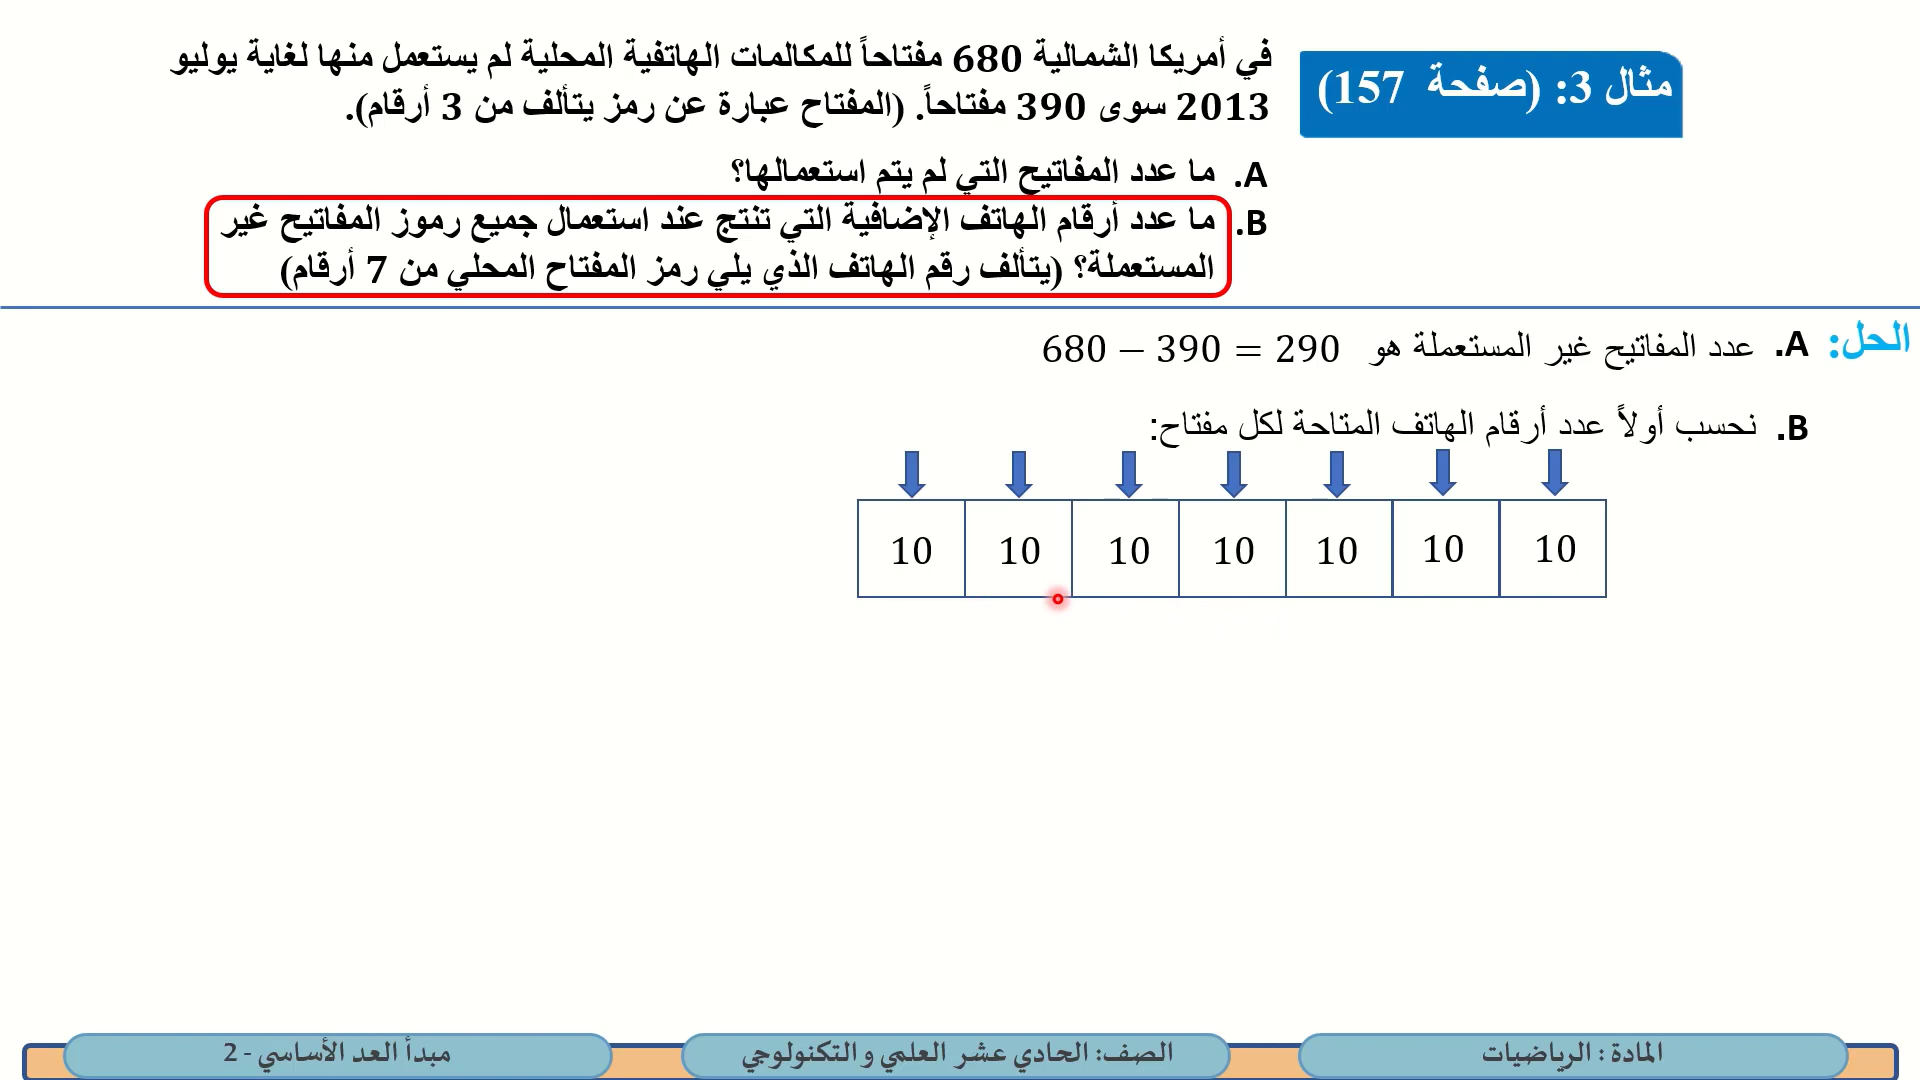 مثال 3: (صفحة 157)
في أمريكا الشمالية 680 مفتاحاً للمكالمات الهاتفية المحلية لم يستعمل منها لغاية يوليو
2013 سوى 390 مفتاحاً. (المفتاح عبارة عن رمز يتألف من 3 أرقام).
A. ما عدد المفاتيح التي لم يتم استعمالها؟
B. ما عدد أرقام الهاتف الإضافية التي تنتج عند استعمال جميع رموز المفاتيح غير
المستعملة؟ (يتألف رقم الهاتف الذي يلي رمز المفتاح المحلي من 7 أرقام)
الحل: A. عدد المفاتيح غير المستعملة هو 680 − 390 = 290
B. نحسب أولاً عدد أرقام الهاتف المتاحة لكل مفتاح:
10 10 10 10 10 10 10
المادة : الرياضيات
الصف: الحادي عشر العلمي والتكنولوجي
مبدأ العد الأساسي - 2